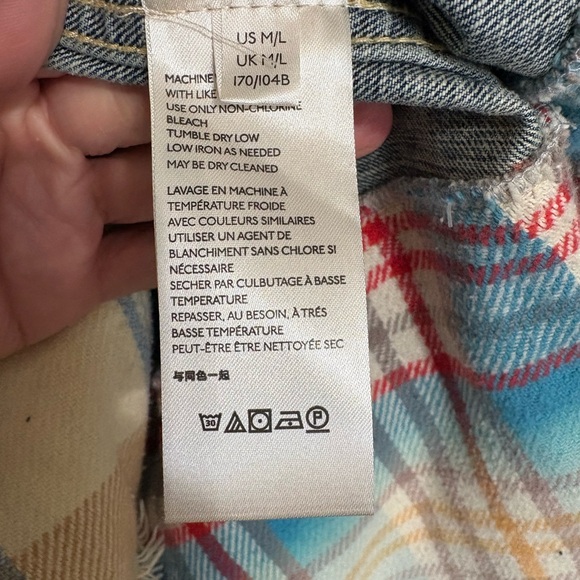 US M/L
UK M/L
170/104B
MACHINE
WITH LIKE
USE ONLY NON-CHLORINE
BLEACH
TUMBLE DRY LOW
LOW IRON AS NEEDED
MAY BE DRY CLEANED
LAVAGE EN MACHINE À
TEMPÉRATURE FROIDE
AVEC COULEURS SIMILAIRES
UTILISER UN AGENT DE
BLANCHIMENT SANS CHLORE SI
NÉCESSAIRE
SECHER PAR CULBUTAGE À BASSE
TEMPERATURE
REPASSER, AU BESOIN, À TRÉS
BASSE TEMPÉRATURE
PEUT-ÊTRE ÊTRE NETTOYÉE SEC
与同色一起
30 P